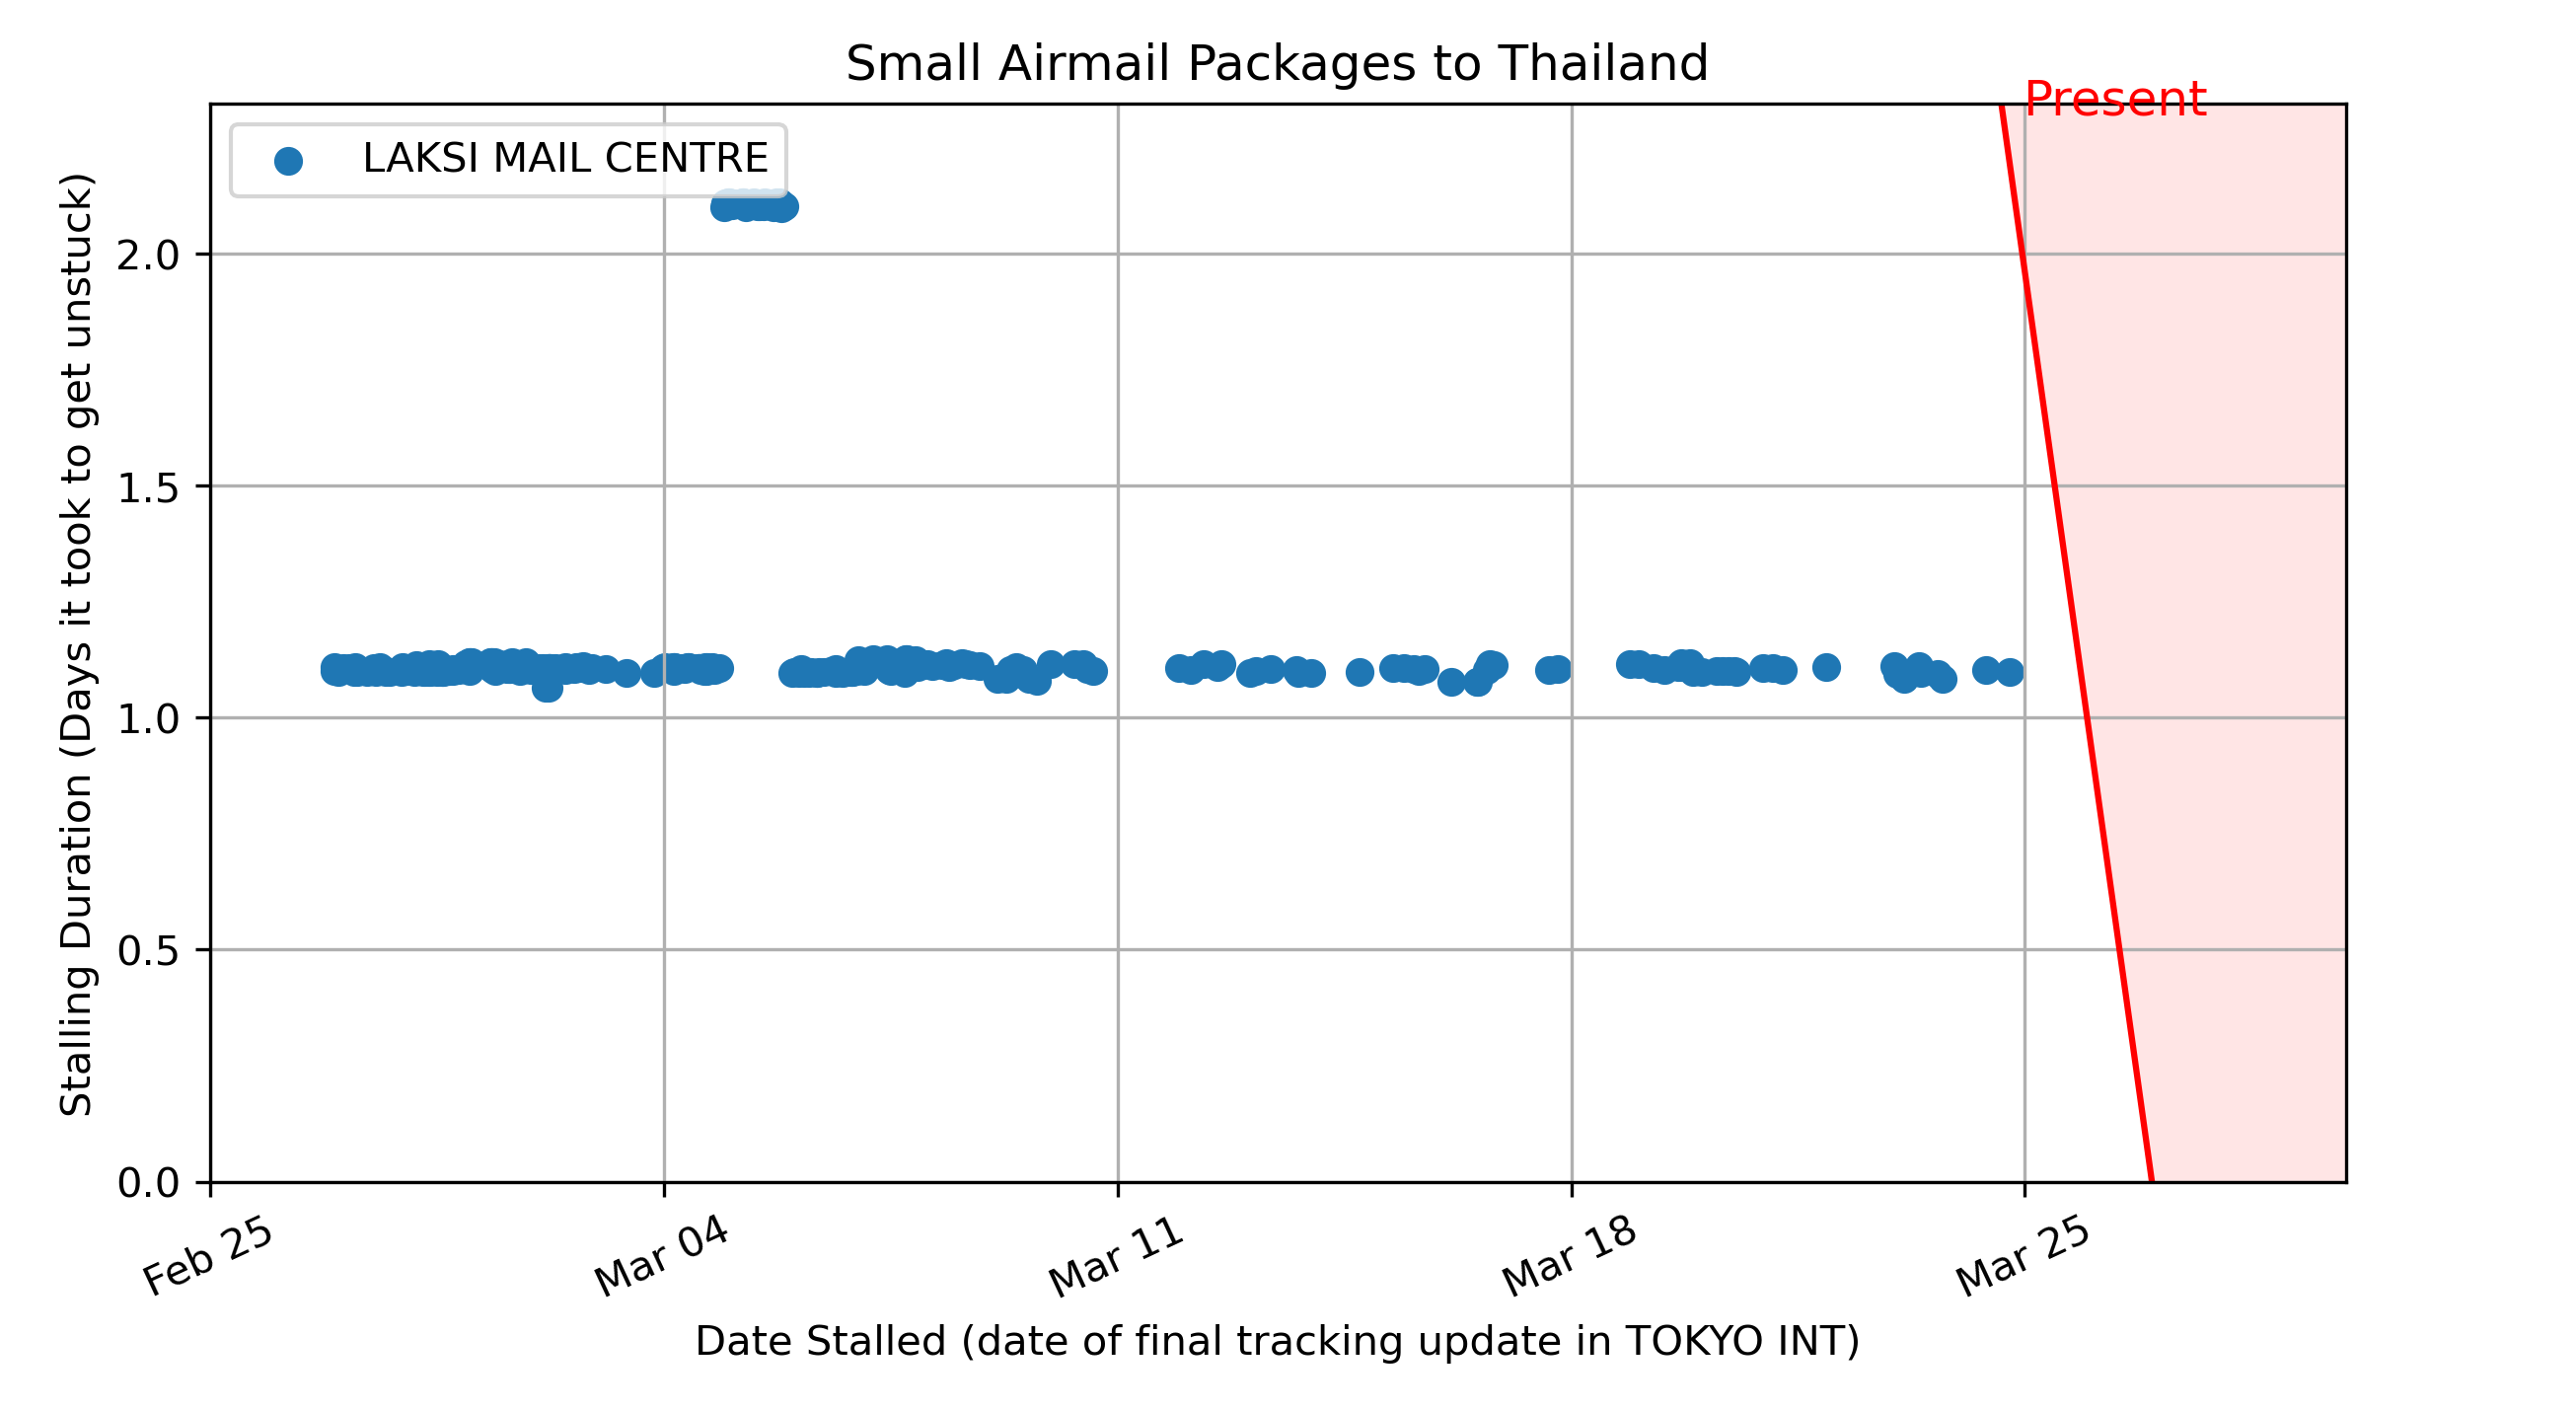 Small Airmail Packages to Thailand
Present
LAKSI MAIL CENTRE
Stalling Duration (Days it took to get unstuck)
2.0
1.5
1.0
0.5
0.0
Feb 25
Mar 04
Mar 11
Mar 18
Mar 25
Date Stalled (date of final tracking update in TOKYO INT)